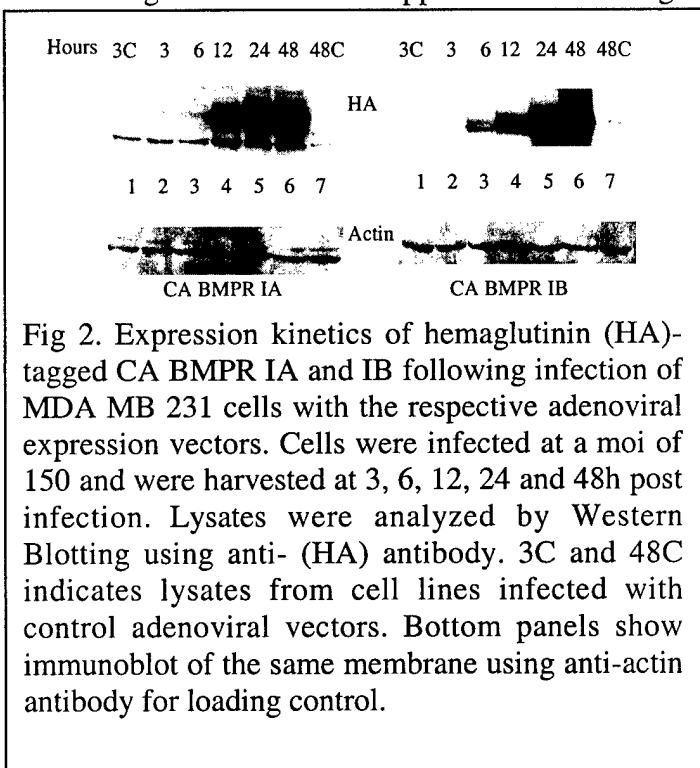 Hours 3C 3 6 12 24 48 48C 3C 3 6 12 24 48 48C
HA
1 2 3 4 5 6 7 1 2 3 4 5 6 7
Actin
CA BMPR IA CA BMPR IB
Fig 2. Expression kinetics of hemaglutinin (HA)-
tagged CA BMPR IA and IB following infection of
MDA MB 231 cells with the respective adenoviral
expression vectors. Cells were infected at a moi of
150 and were harvested at 3, 6, 12, 24 and 48h post
infection. Lysates were analyzed by Western
Blotting using anti- (HA) antibody. 3C and 48C
indicates lysates from cell lines infected with
control adenoviral vectors. Bottom panels show
immunoblot of the same membrane using anti-actin
antibody for loading control.